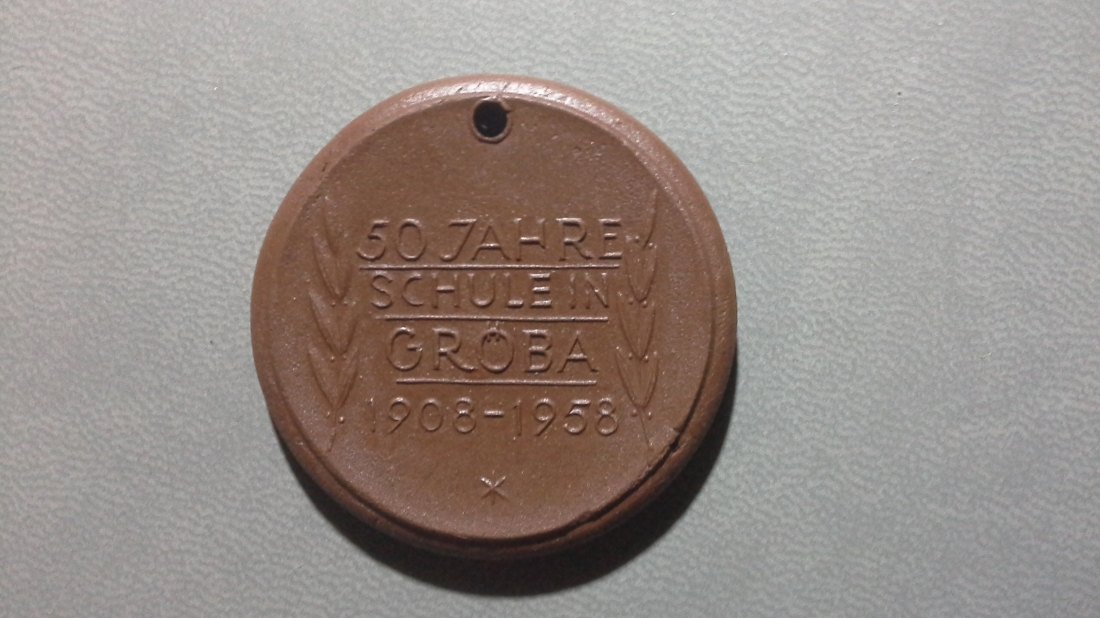 50 JAHRE
SCHULE IN
GRÖBA
1908-1958